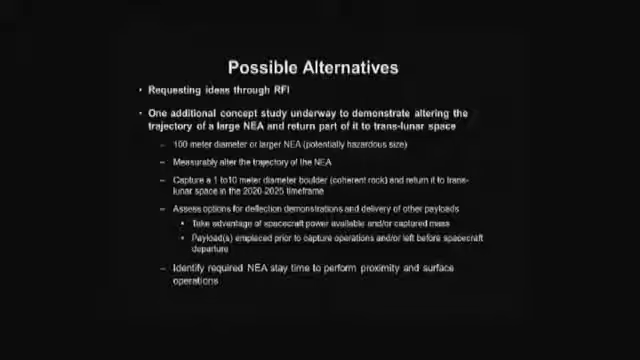 Possible Alternatives
• Requesting ideas through RFI
• One additional concept study underway to demonstrate altering the
trajectory of a large NEA and return part of it to trans-lunar space
– 100 meter diameter or larger NEA (potentially hazardous size)
– Measurably alter the trajectory of the NEA
– Capture a 1 to10 meter diameter boulder (coherent rock) and return it to trans-
lunar space in the 2020-2025 timeframe
– Assess options for deflection demonstrations and delivery of other payloads
• Take advantage of spacecraft power available and/or captured mass
• Payload(s) emplaced prior to capture operations and/or left before spacecraft
departure
– Identify required NEA stay time to perform proximity and surface
operations